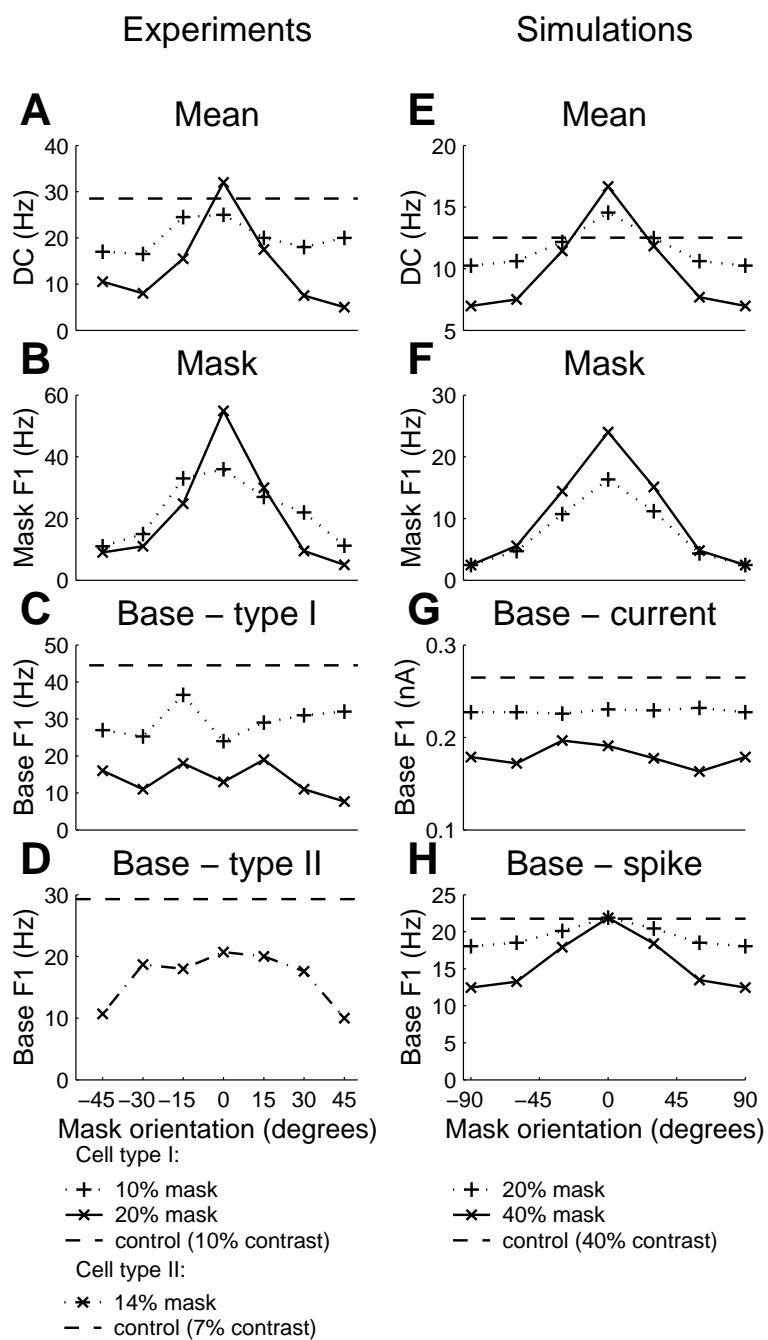 Experiments
Simulations
A
Mean
DC (Hz)
40
30
20
10
0
B
Mask
Mask F1 (Hz)
60
40
20
0
C
Base – type I
Base F1 (Hz)
50
40
30
20
10
0
D
Base – type II
Base F1 (Hz)
30
20
10
0
−45 −30 −15 0 15 30 45
Mask orientation (degrees)
Cell type I:
10% mask
20% mask
control (10% contrast)
Cell type II:
14% mask
control (7% contrast)
E
Mean
DC (Hz)
20
15
10
5
F
Mask
Mask F1 (Hz)
30
20
10
0
G
Base – current
Base F1 (nA)
0.3
0.2
0.1
H
Base – spike
Base F1 (Hz)
25
20
15
10
5
0
−90 −45 0 45 90
Mask orientation (degrees)
20% mask
40% mask
control (40% contrast)